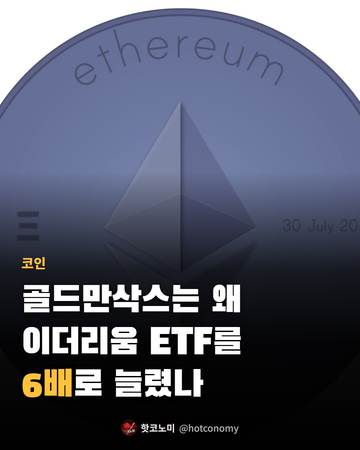 ethereum
30 July 20
코인
골드만삭스는 왜
이더리움 ETF를
6배로 늘렸나
핫코노미 @hotconomy